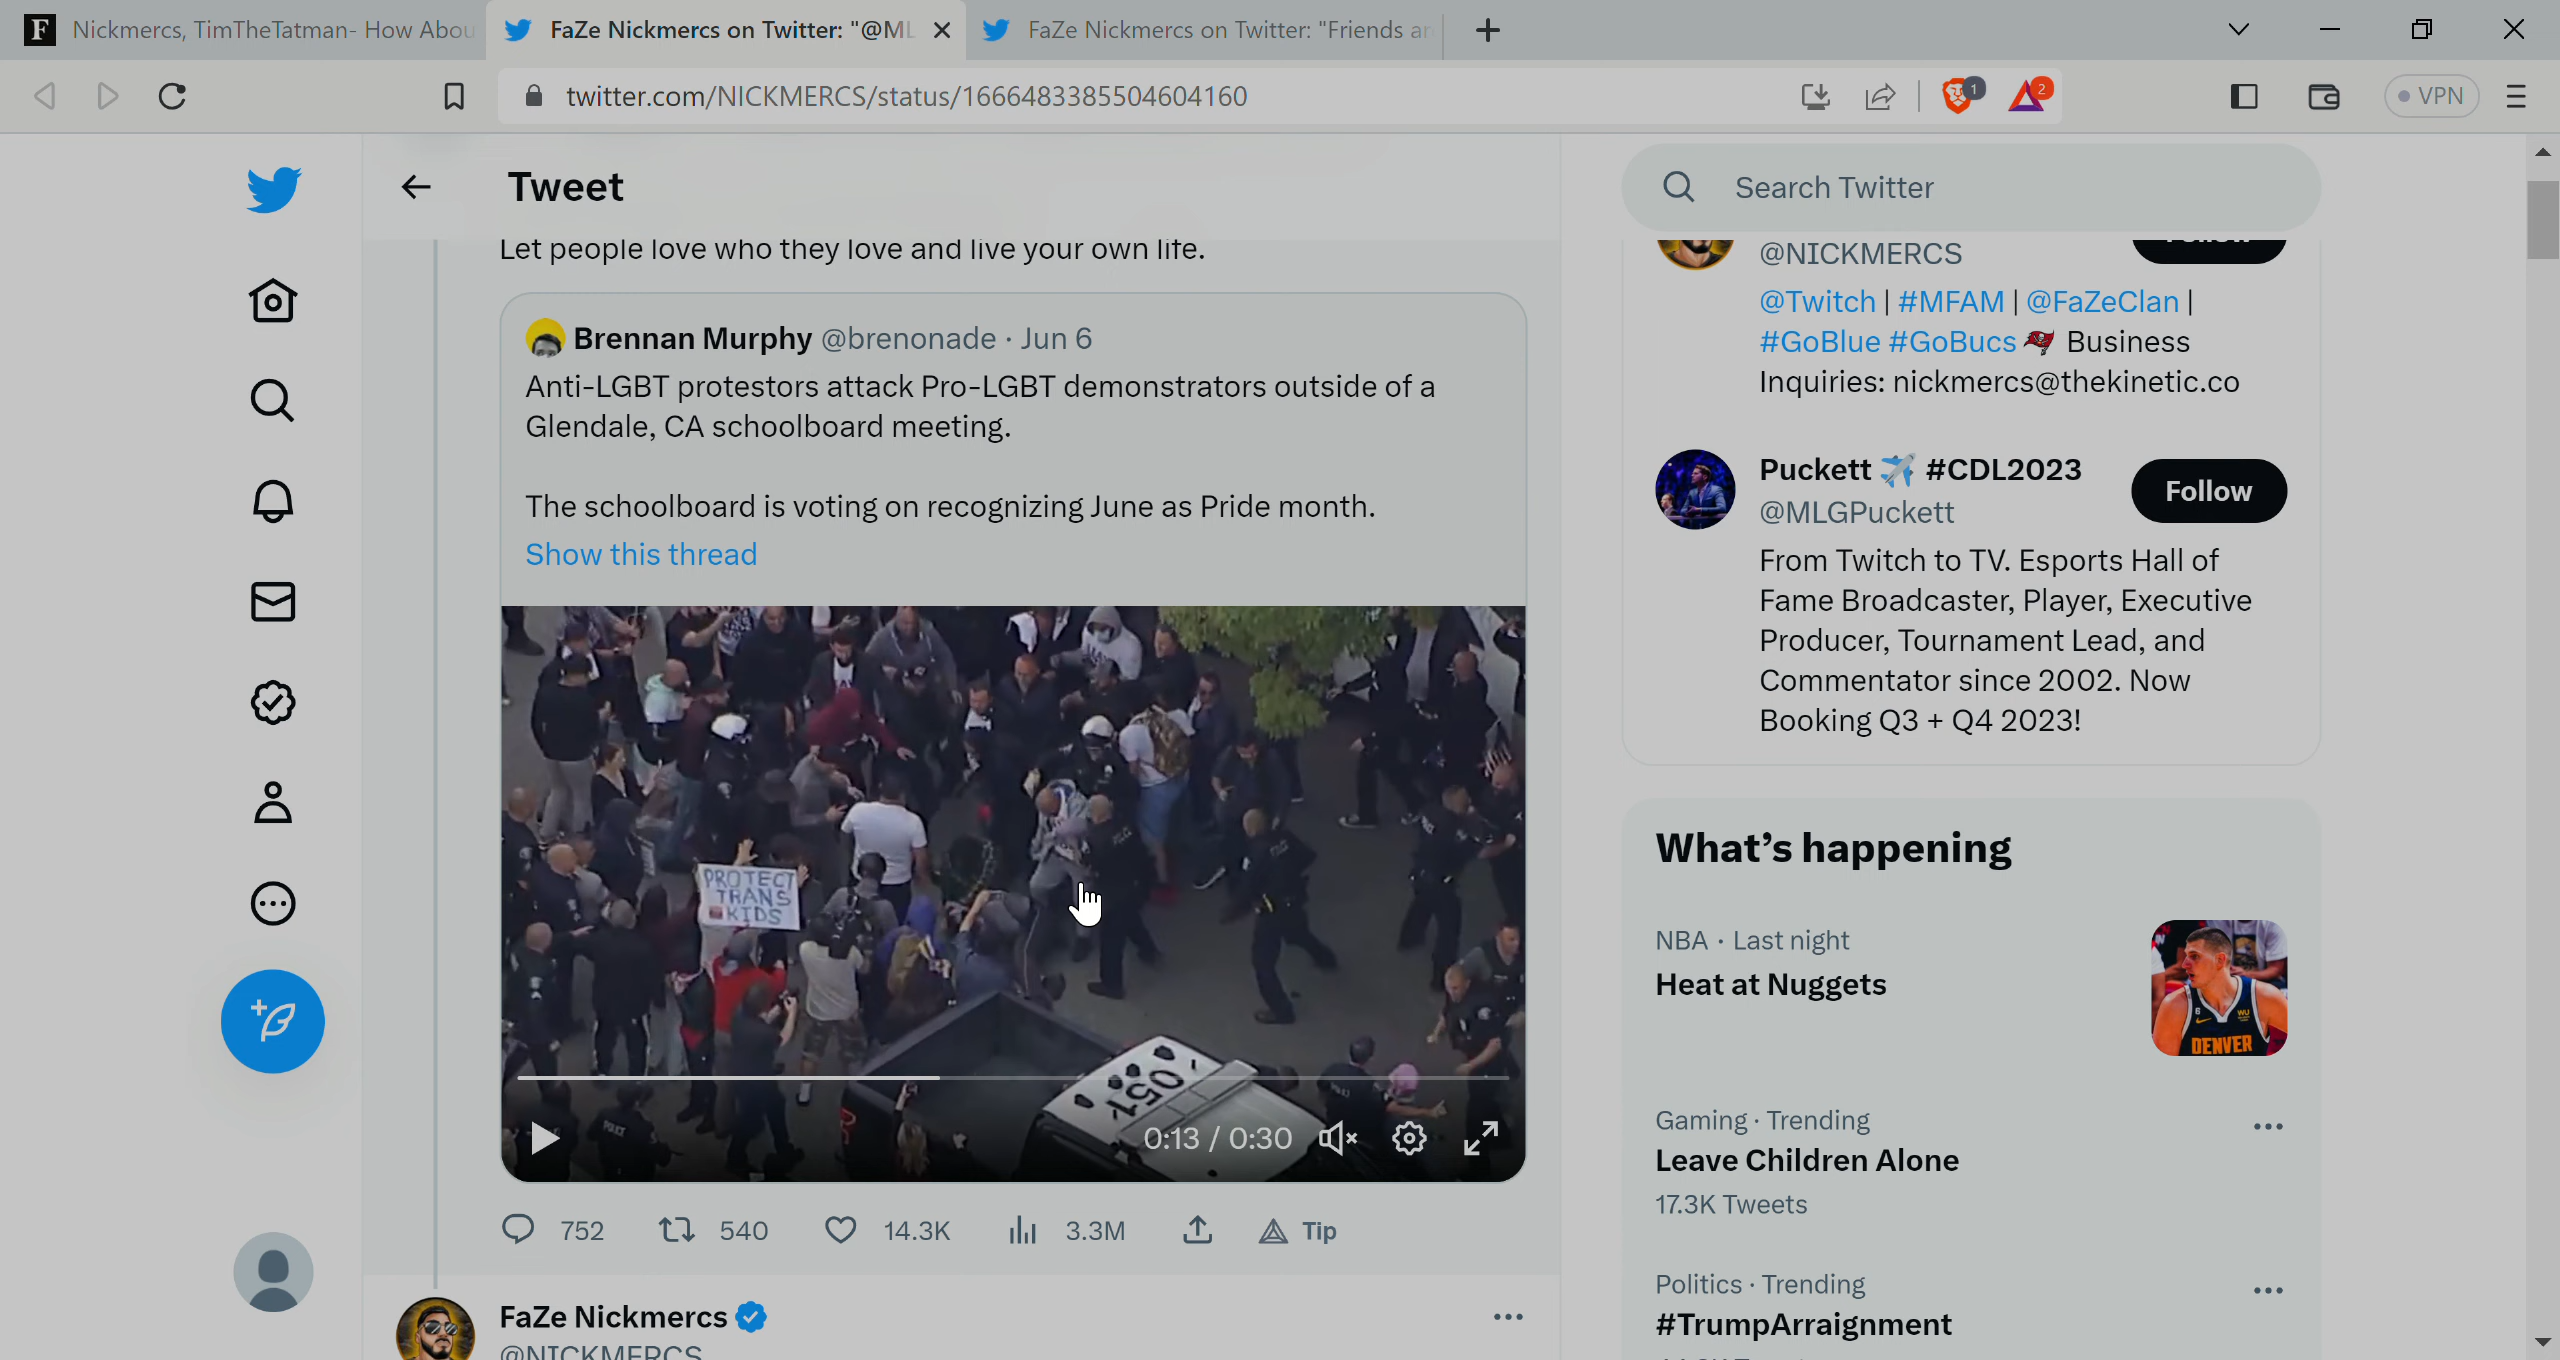 Nickmercs, TimTheTatman- How Abou
FaZe Nickmercs on Twitter: "@ML
FaZe Nickmercs on Twitter: "Friends ar
twitter.com/NICKMERCS/status/1666483385504604160
1
2
VPN
Tweet
Let people love who they love and live your own life.
Brennan Murphy @brenonade · Jun 6
Anti-LGBT protestors attack Pro-LGBT demonstrators outside of a
Glendale, CA schoolboard meeting.
The schoolboard is voting on recognizing June as Pride month.
Show this thread
PROTECT
TRANS
KIDS
051
POLICE
0:13 / 0:30
752
540
14.3K
3.3M
Tip
FaZe Nickmercs
@NICKMERCS
Search Twitter
@NICKMERCS
Follow
@Twitch | #MFAM | @FaZeClan |
#GoBlue #GoBucs Business
Inquiries: nickmercs@thekinetic.co
Puckett ✈️ #CDL2023
@MLGPuckett
Follow
From Twitch to TV. Esports Hall of
Fame Broadcaster, Player, Executive
Producer, Tournament Lead, and
Commentator since 2002. Now
Booking Q3 + Q4 2023!
What's happening
NBA · Last night
Heat at Nuggets
DENVER
Gaming · Trending
Leave Children Alone
17.3K Tweets
Politics · Trending
#TrumpArraignment